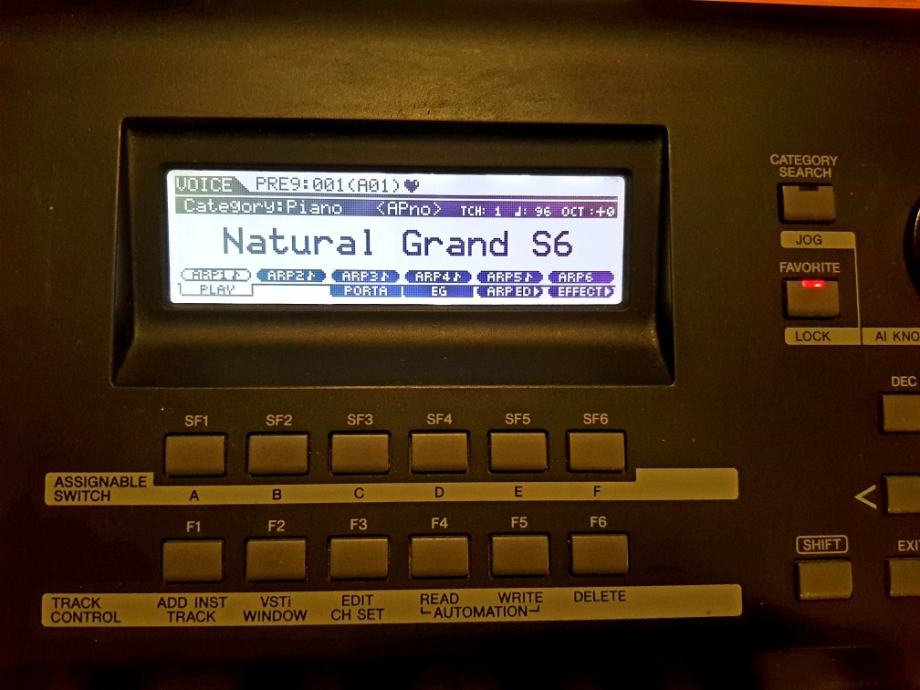 VOICE PRE9:001(A01)
Category:Piano <APno> TCH: 1 : 96 OCT :+0
Natural Grand S6
ARP1 ARP2 ARP3 ARP4 ARP5 ARP6
PLAY PORTA EG ARP ED EFFECT
CATEGORY
SEARCH
JOG
FAVORITE
LOCK AI KNO
DEC
SF1 SF2 SF3 SF4 SF5 SF6
ASSIGNABLE
SWITCH
A B C D E F
<
F1 F2 F3 F4 F5 F6
SHIFT EXI
TRACK
CONTROL
ADD INST
TRACK
VSTi
WINDOW
EDIT
CH SET
READ WRITE
AUTOMATION
DELETE